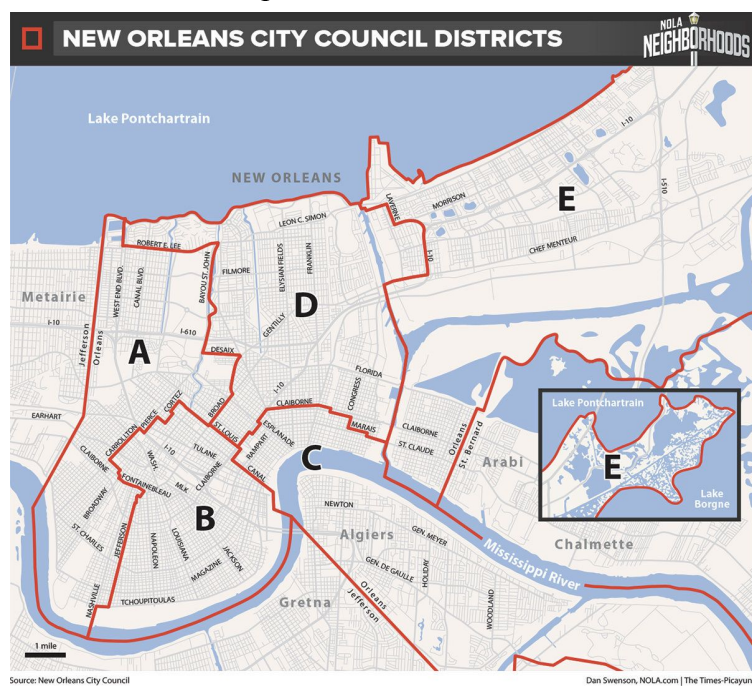 NEW ORLEANS CITY COUNCIL DISTRICTS
NOLA
NEIGHBORHOODS
Lake Pontchartrain
NEW ORLEANS
I-10
I-510
E
LAVERNE
MORRISON
LEON C. SIMON
CHEF MENTEUR
ROBERT E. LEE
I-10
WEST END BLVD.
CANAL BLVD.
BAYOU ST. JOHN
FILMORE
ELYSIAN FIELDS
FRANKLIN
Metairie
D
I-10
Jefferson
Orleans
I-610
GENTILLY
A
DESAIX
FLORIDA
I-10
CLAIBORNE
CONGRESS
Lake Pontchartrain
E
Lake
Borgne
EARHART
CARROLLTON
PIERCE
CORTEZ
BROAD
ST. LOUIS
RAMPART
ESPLANADE
MARAIS
CLAIBORNE
ST. CLAUDE
Orleans
St. Bernard
Arabi
C
CLAIBORNE
WASH.
I-10
TULANE
CANAL
FONTAINEBLEAU
MLK
CLAIBORNE
BROADWAY
B
NEWTON
Algiers
GEN. MEYER
Mississippi River
Chalmette
ST. CHARLES
JEFFERSON
NAPOLEON
LOUISIANA
JACKSON
MAGAZINE
GEN. DE GAULLE
HOLIDAY
Orleans
Jefferson
WOODLAND
NASHVILLE
TCHOUPITOULAS
Gretna
1 mile
Source: New Orleans City Council
Dan Swenson, NOLA.com | The Times-Picayun